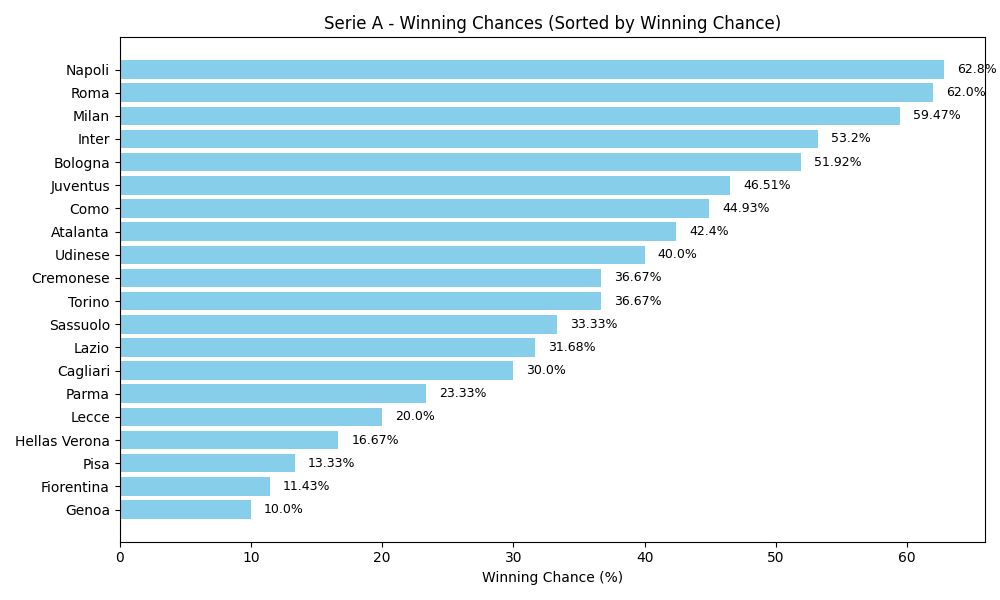 Serie A - Winning Chances (Sorted by Winning Chance)
Napoli 62.8%
Roma 62.0%
Milan 59.47%
Inter 53.2%
Bologna 51.92%
Juventus 46.51%
Como 44.93%
Atalanta 42.4%
Udinese 40.0%
Cremonese 36.67%
Torino 36.67%
Sassuolo 33.33%
Lazio 31.68%
Cagliari 30.0%
Parma 23.33%
Lecce 20.0%
Hellas Verona 16.67%
Pisa 13.33%
Fiorentina 11.43%
Genoa 10.0%
0 10 20 30 40 50 60
Winning Chance (%)